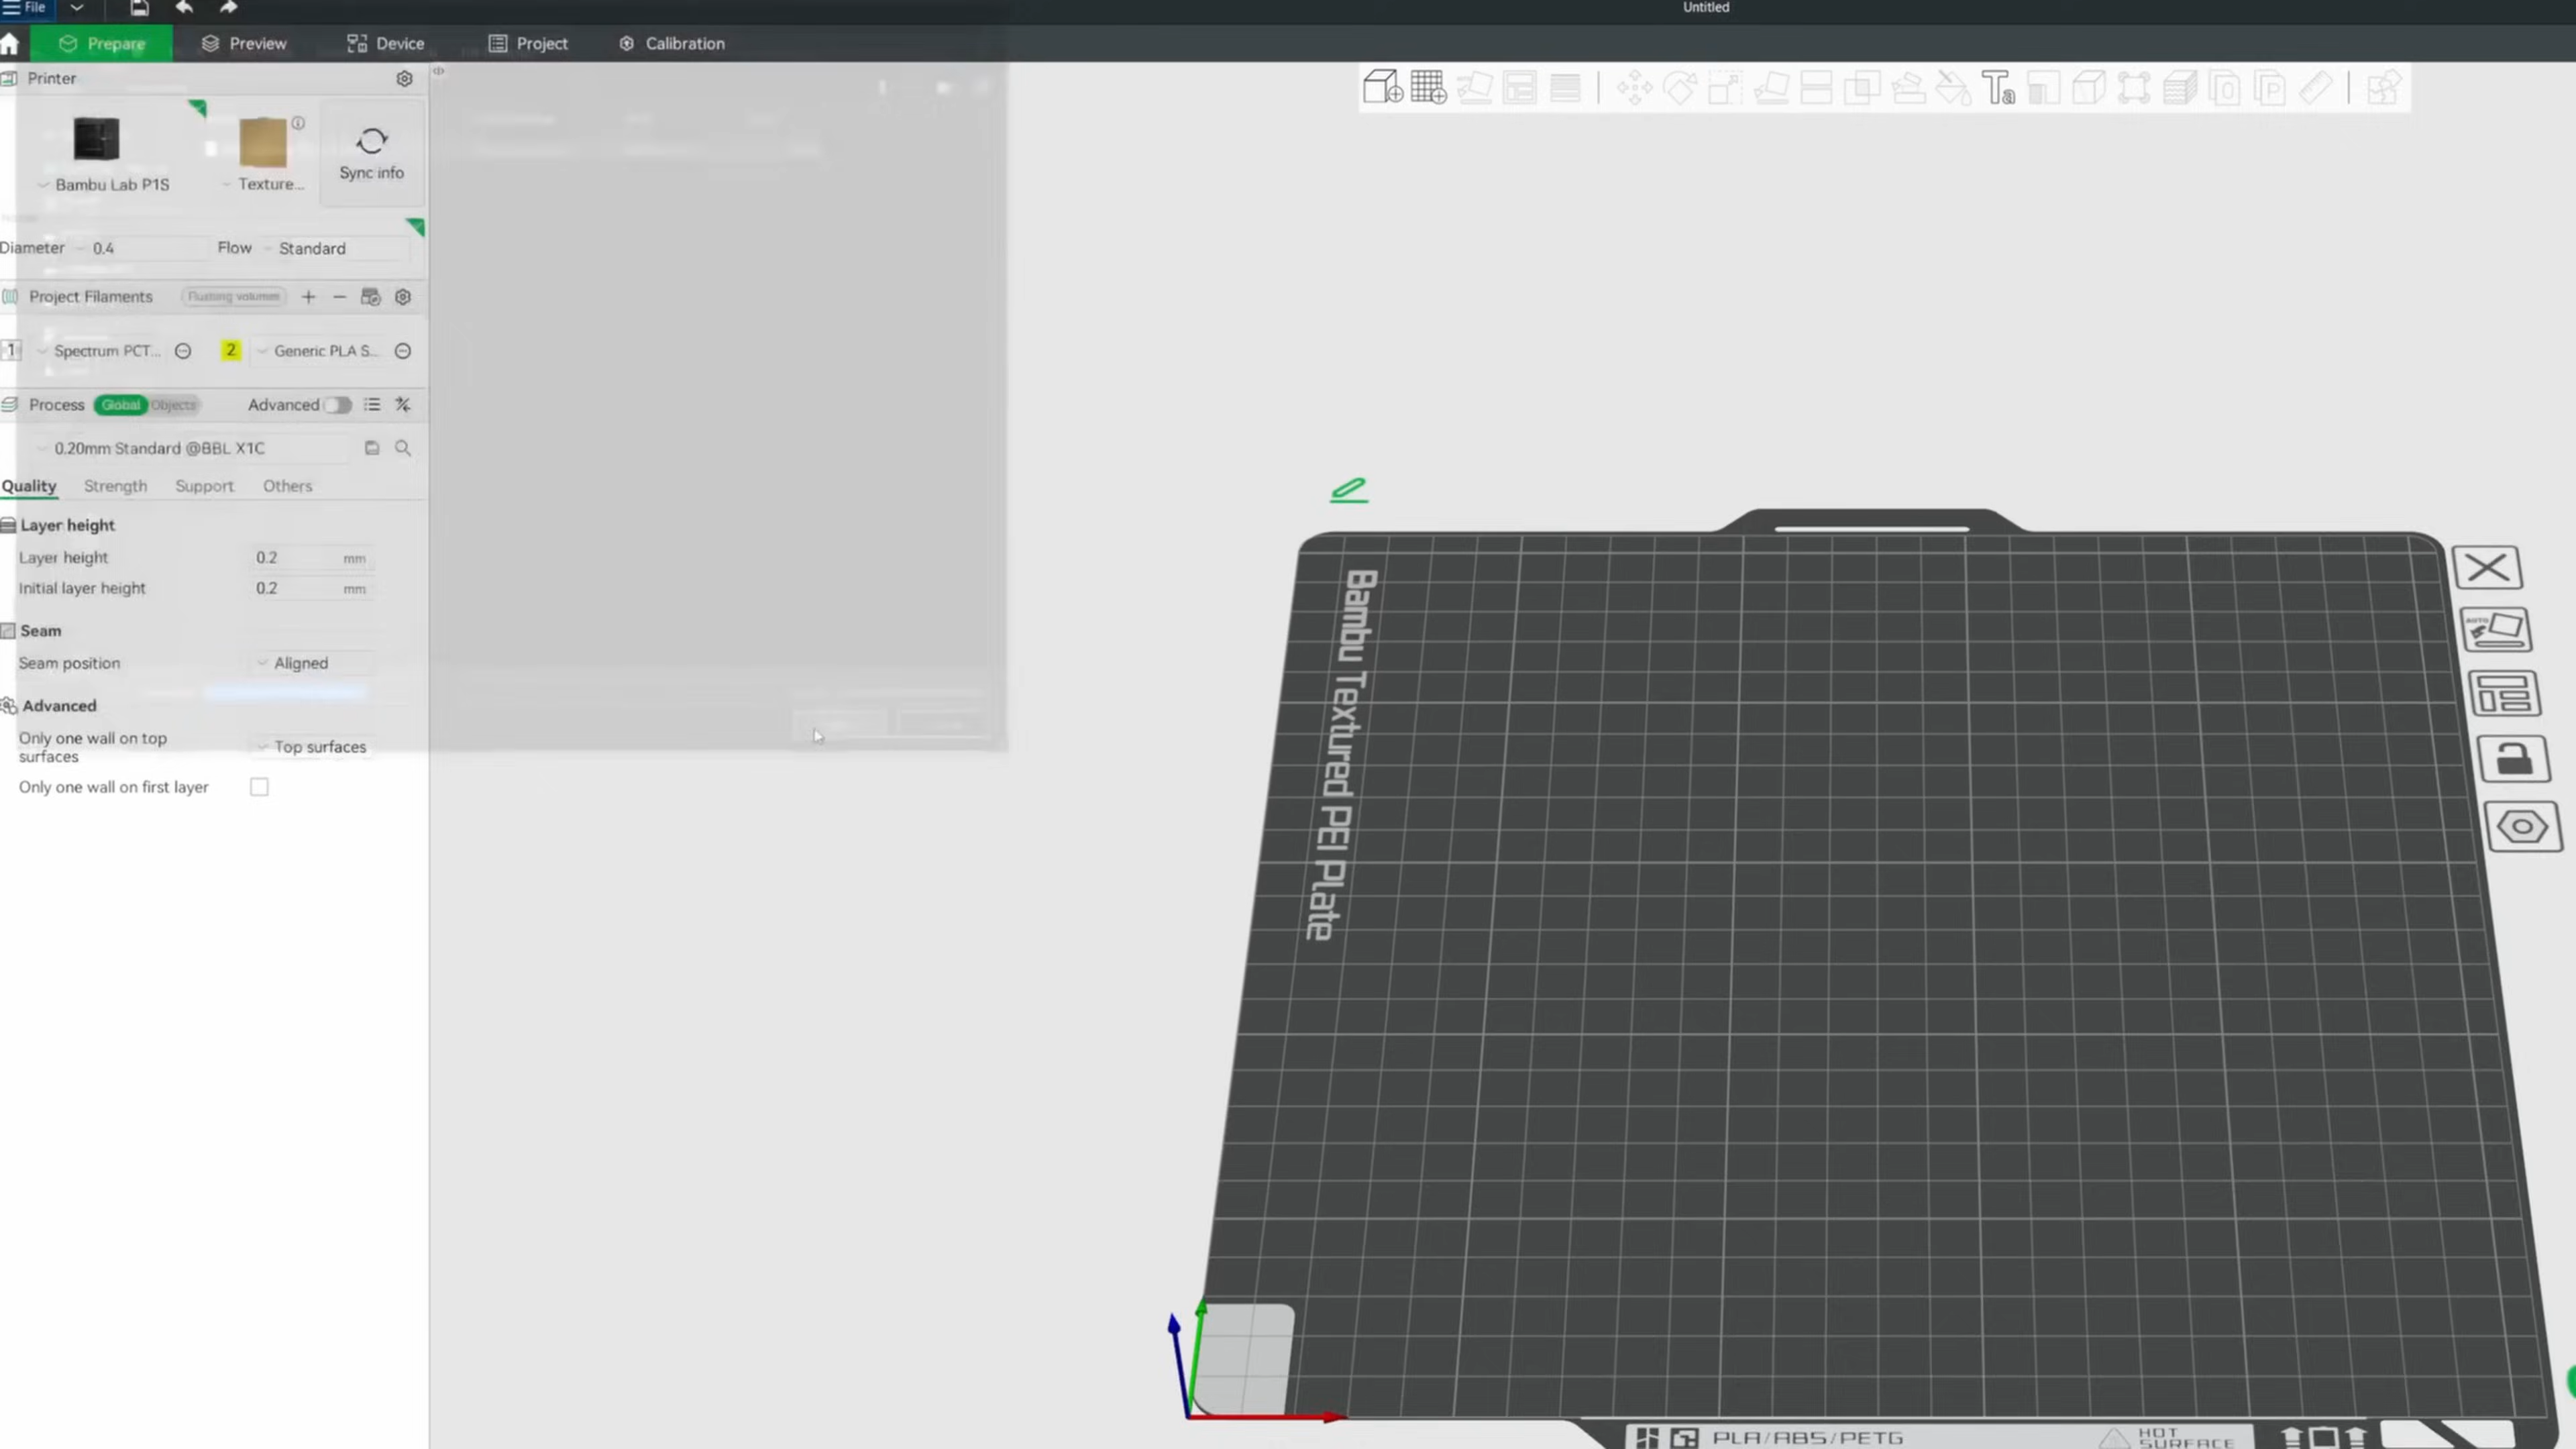 File
Untitled
Prepare
Preview
Device
Project
Calibration
Printer
Bambu Lab P1S
Texture...
Sync info
Diameter 0.4 Flow Standard
Project Filaments Flushing volumes
1 Spectrum PCT... 2 Generic PLA S...
Process Global Objects Advanced
0.20mm Standard @BBL X1C
Quality Strength Support Others
Layer height
Layer height 0.2 mm
Initial layer height 0.2 mm
Seam
Seam position Aligned
Advanced
Only one wall on top
surfaces
Top surfaces
Only one wall on first layer
Ta
AUTO
Bambu Textured PEI Plate
PLA/ABS/PETG
HOT
SURFACE